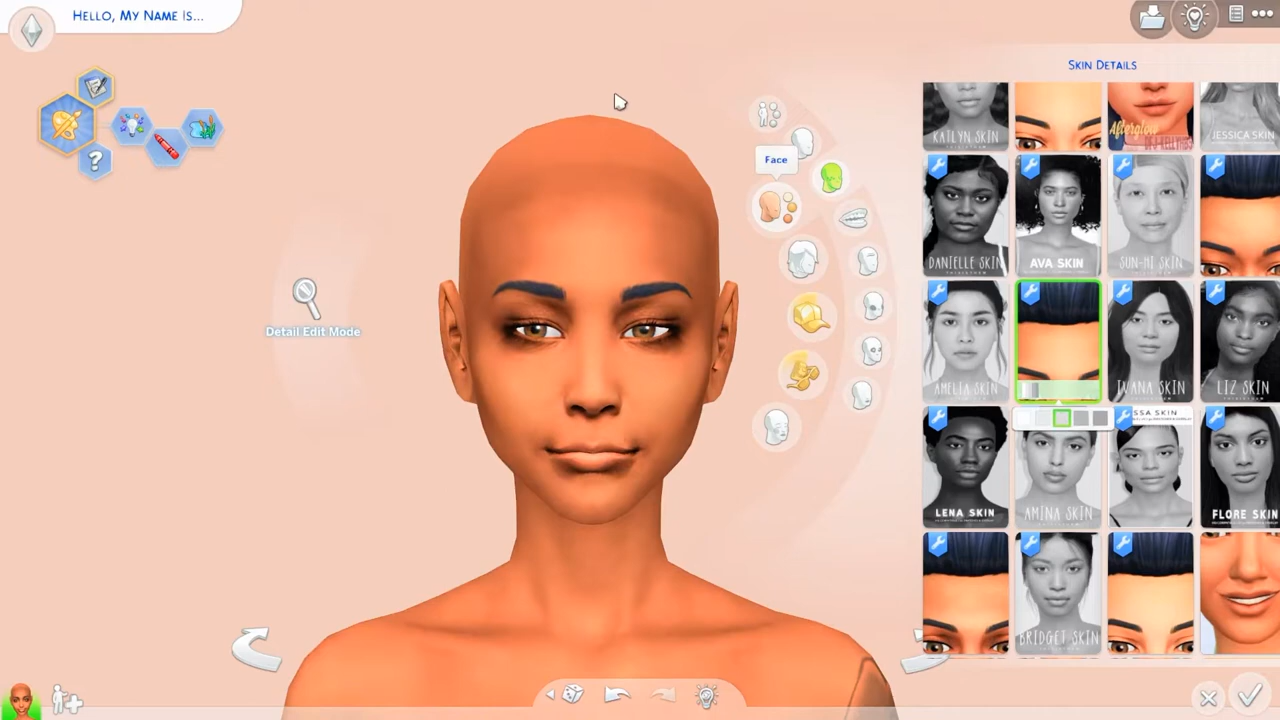 HELLO, MY NAME IS...
SKIN DETAILS
KATLYN SKIN
Afterglow
JESSICA SKIN
Face
DANIELLE SKIN
AVA SKIN
SUN-HI SKIN
Detail Edit Mode
AMELIA SKIN
IVANA SKIN
LIZ SKIN
SSA SKIN
LENA SKIN
AMINA SKIN
FLORE SKIN
BRIDGET SKIN
?